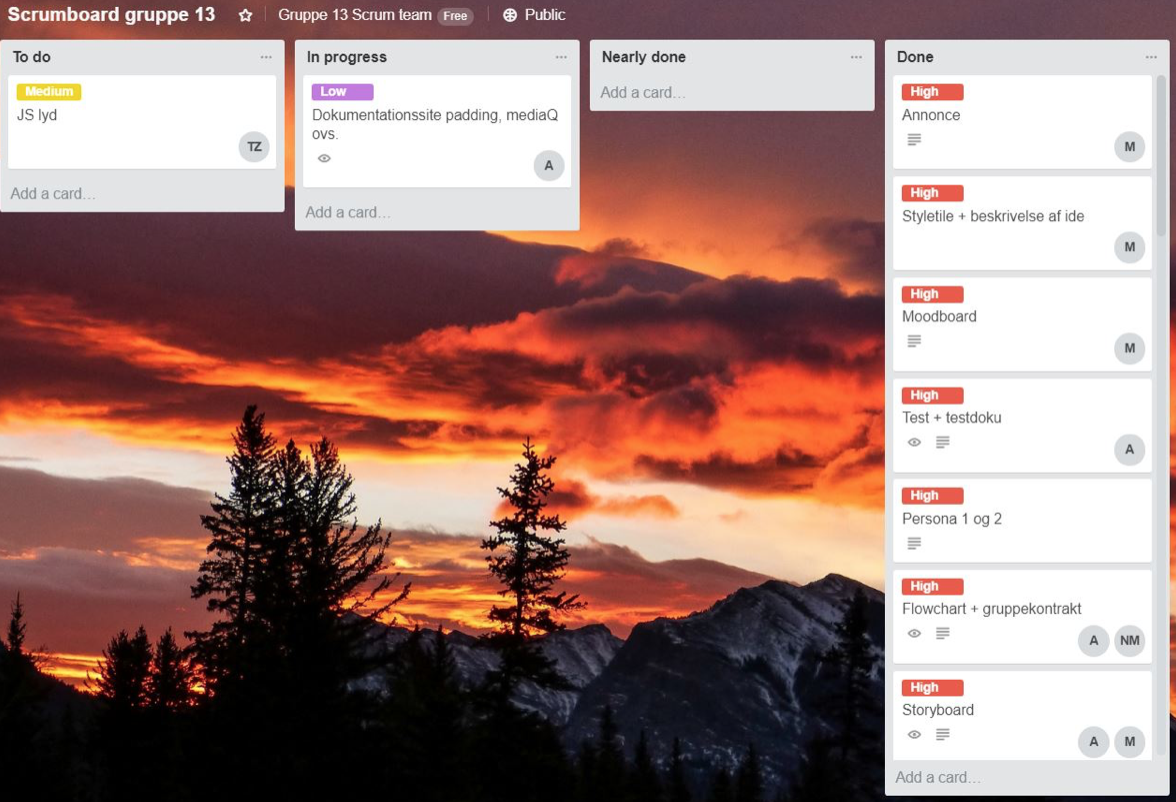 Scrumboard gruppe 13 Gruppe 13 Scrum team Free Public
To do
Medium
JS lyd
TZ
Add a card...
In progress
Low
Dokumentationssite padding, mediaQ
ovs.
A
Add a card...
Nearly done
Add a card...
Done
High
Annonce
M
High
Styletile + beskrivelse af ide
M
High
Moodboard
M
High
Test + testdoku
A
High
Persona 1 og 2
High
Flowchart + gruppekontrakt
A NM
High
Storyboard
A M
Add a card...